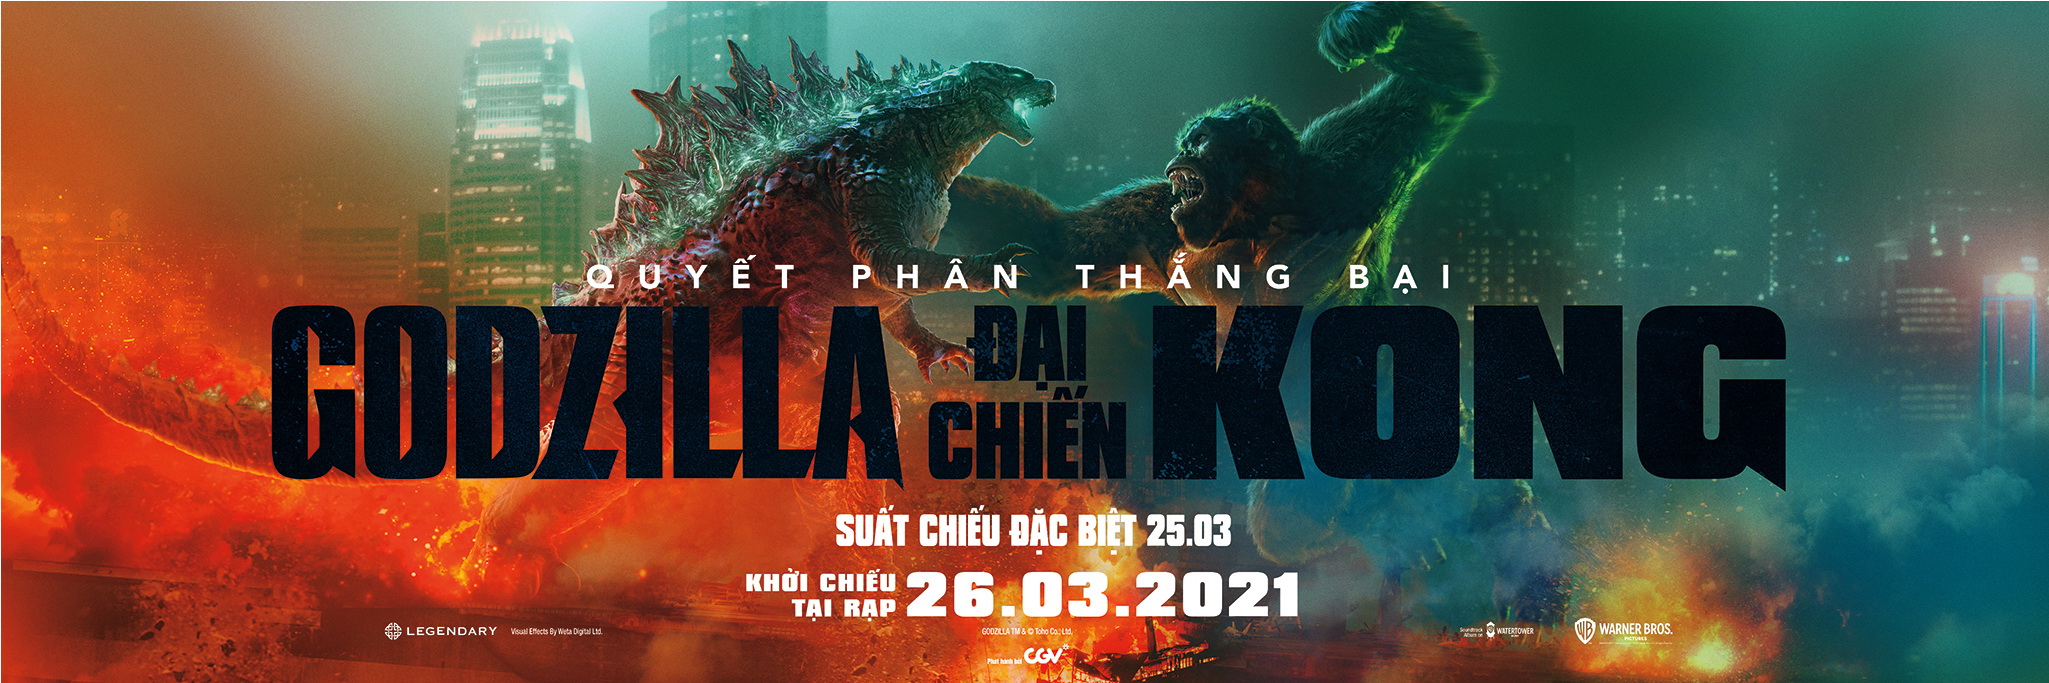 QUYẾT PHÂN THẮNG BẠI
GODZILLA ĐẠI CHIẾN KONG
SUẤT CHIẾU ĐẶC BIỆT 25.03
KHỞI CHIẾU TẠI RẠP 26.03.2021
LEGENDARY
Visual Effects By Weta Digital Ltd.
GODZILLA TM & © Toho Co., Ltd.
Phát hành bởi CGV
Soundtrack Album on WATERTOWER
WB WARNER BROS.
PICTURES